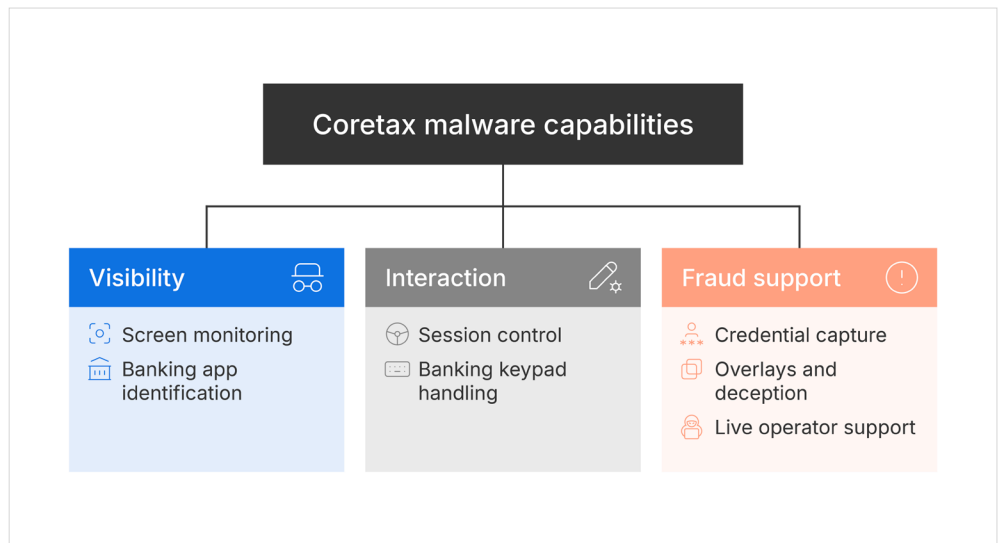 Coretax malware capabilities
Visibility
Screen monitoring
Banking app
identification
Interaction
Session control
Banking keypad
handling
Fraud support
Credential capture
Overlays and
deception
Live operator support